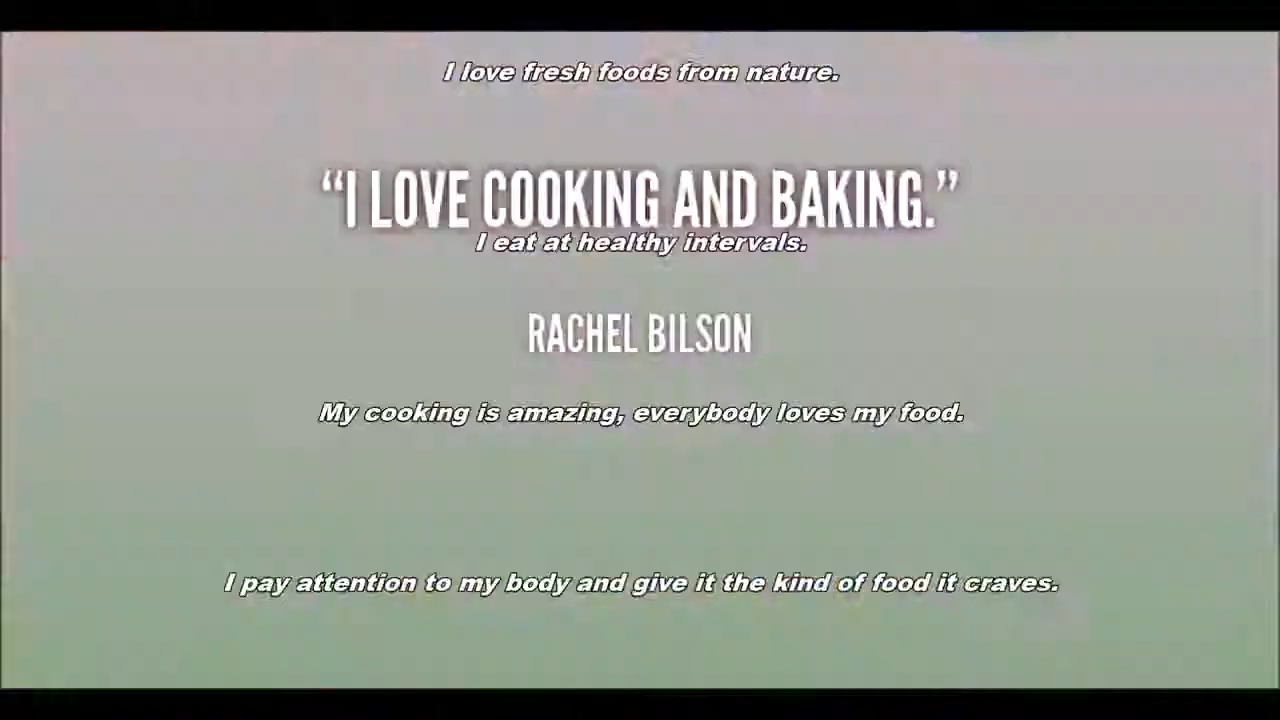 I love fresh foods from nature.
“I LOVE COOKING AND BAKING.”
I eat at healthy intervals.
RACHEL BILSON
My cooking is amazing, everybody loves my food.
I pay attention to my body and give it the kind of food it craves.